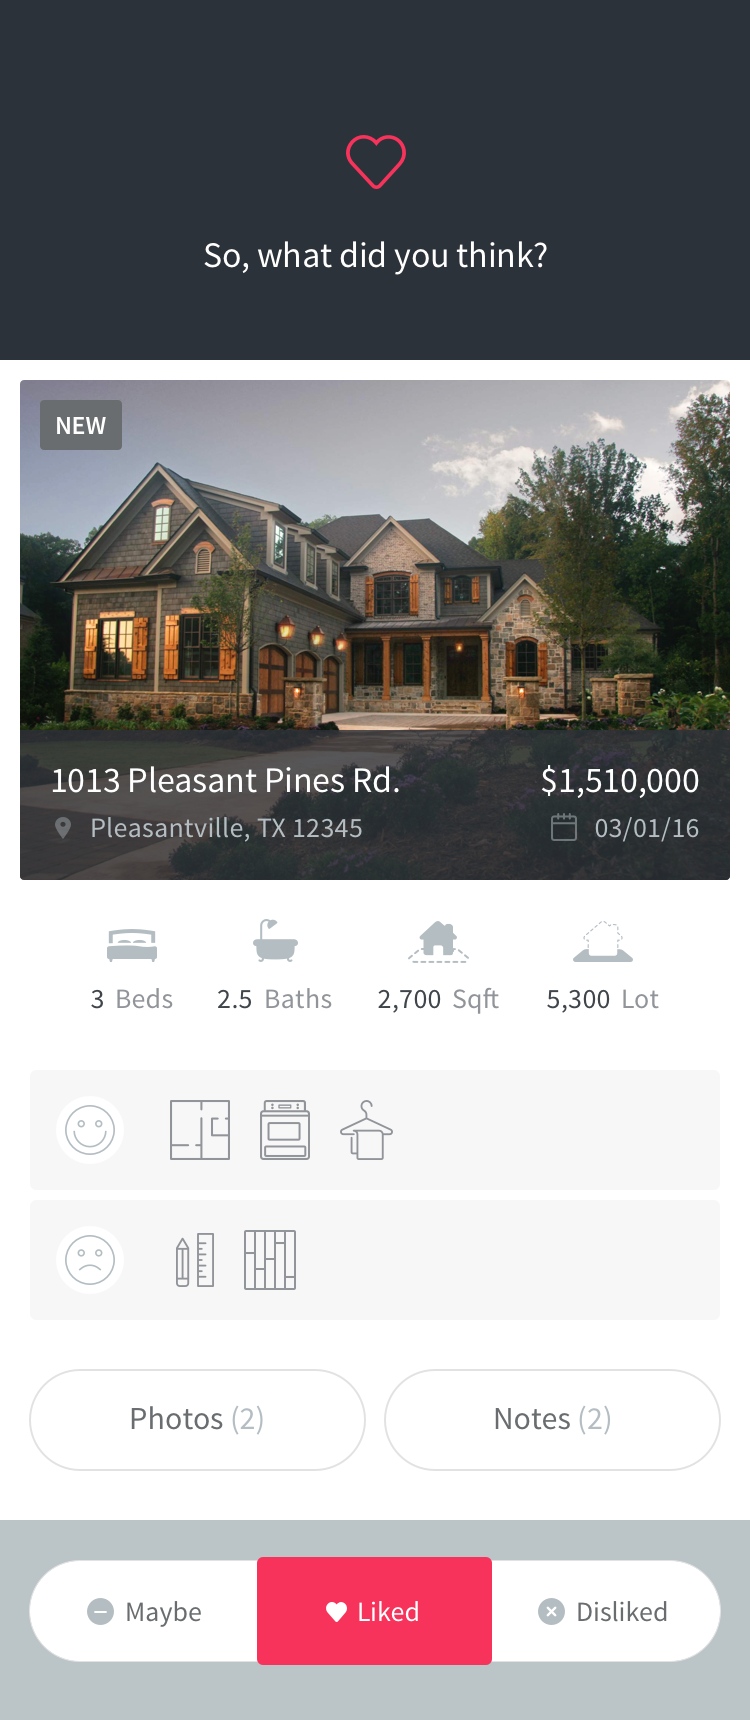 So, what did you think?
NEW
1013 Pleasant Pines Rd. $1,510,000
Pleasantville, TX 12345 03/01/16
3 Beds 2.5 Baths 2,700 Sqft 5,300 Lot
Photos (2) Notes (2)
Maybe Liked Disliked